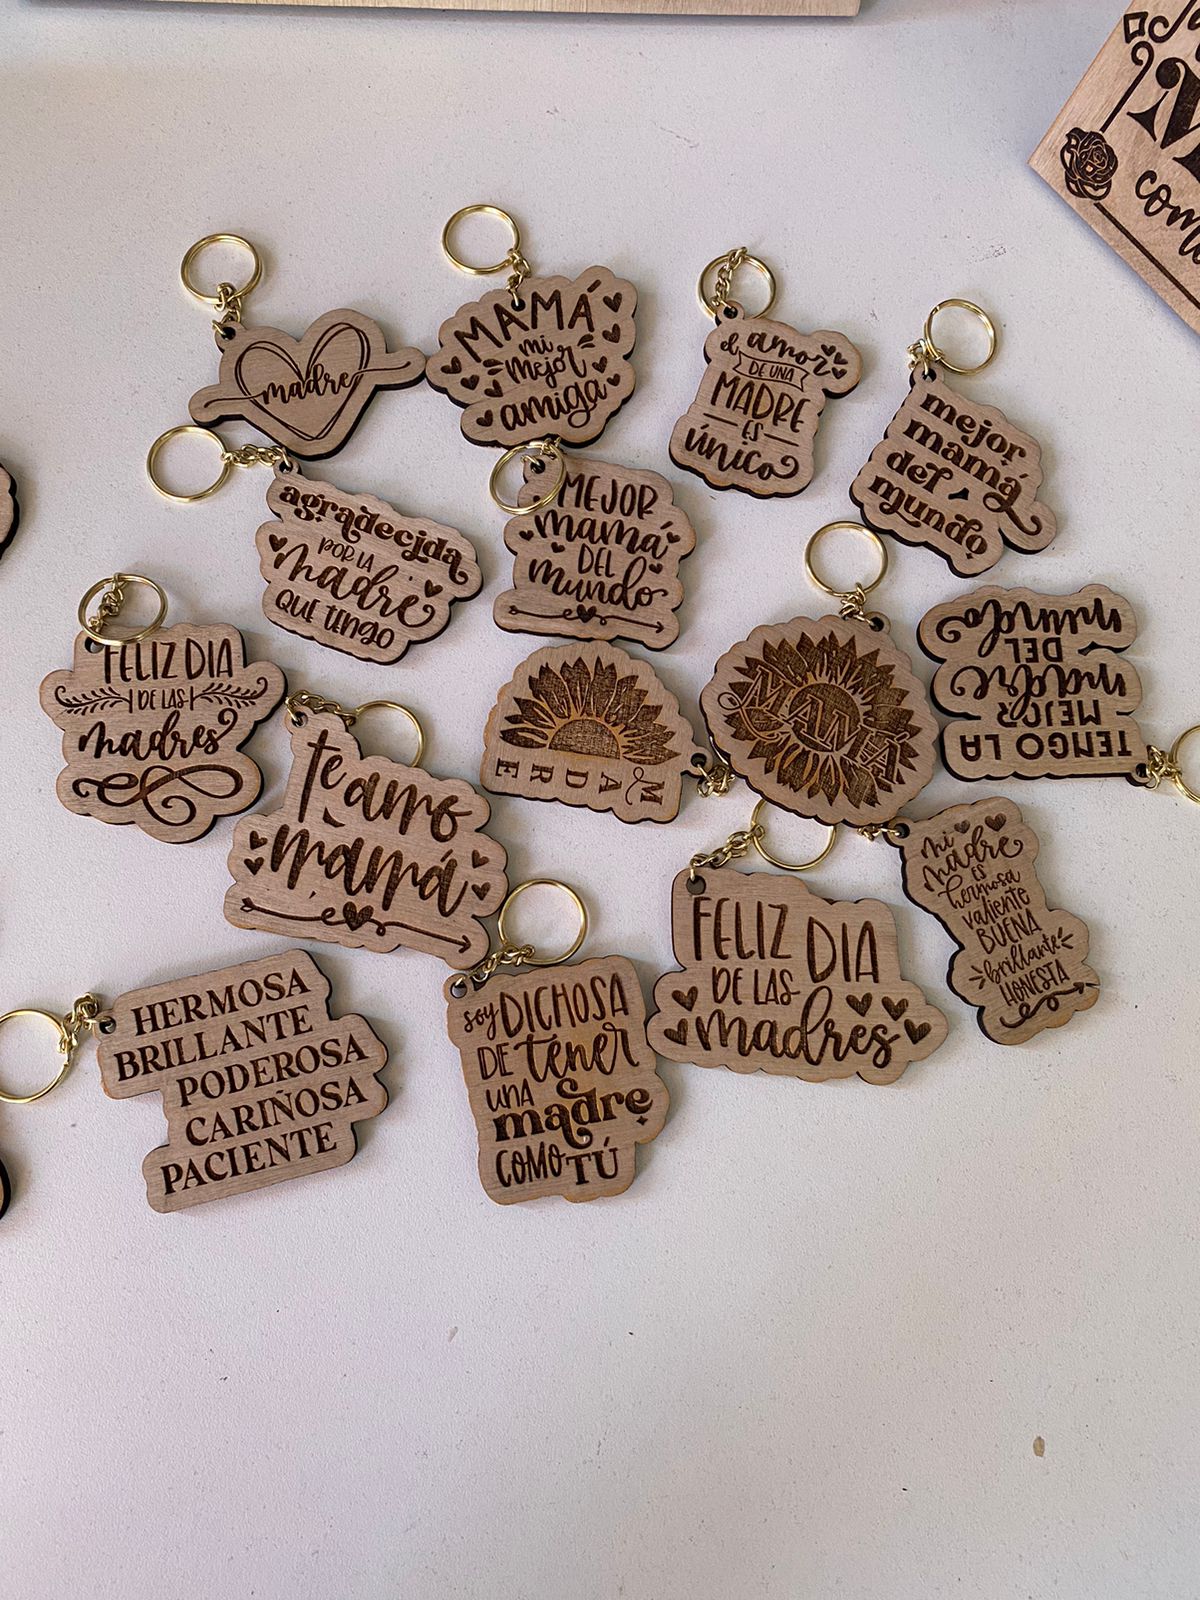 madre
MAMÁ
mi
mejor
amiga
el amor
DE UNA
MADRE
ES
único
mejor
mamá
del
mundo
agradecida
POR LA
madre
QUE TENGO
MEJOR
mamá
DEL
mundo
FELIZ DIA
DE LAS
madres
te amo
mamá
MADRE
MAMÁ
TENGO LA
MEJOR
madre
DEL
mundo
mi
madre
ES
hermosa
valiente
BUENA
brillante
HONESTA
FELIZ DIA
DE LAS
madres
soy DICHOSA
DE tener
UNA
madre
COMO TÚ
HERMOSA
BRILLANTE
PODEROSA
CARIÑOSA
PACIENTE